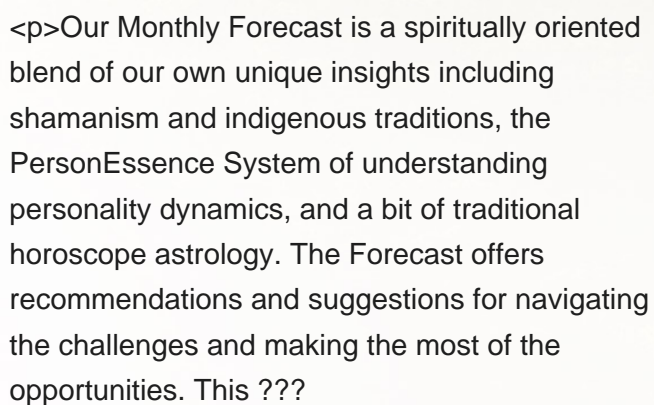 <p>Our Monthly Forecast is a spiritually oriented
blend of our own unique insights including
shamanism and indigenous traditions, the
PersonEssence System of understanding
personality dynamics, and a bit of traditional
horoscope astrology. The Forecast offers
recommendations and suggestions for navigating
the challenges and making the most of the
opportunities. This ???